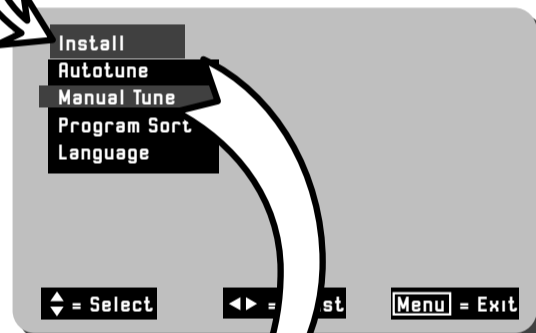 Install
Autotune
Manual Tune
Program Sort
Language
= Select = st Menu = Exit